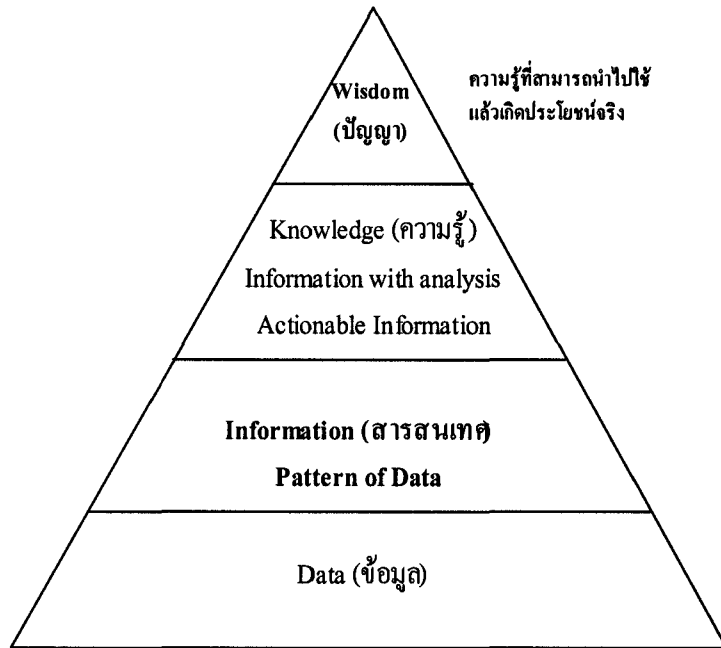 Wisdom
(ปัญญา)
ความรู้ที่สามารถนำไปใช้
แล้วเกิดประโยชน์จริง
Knowledge (ความรู้)
Information with analysis
Actionable Information
Information (สารสนเทศ)
Pattern of Data
Data (ข้อมูล)